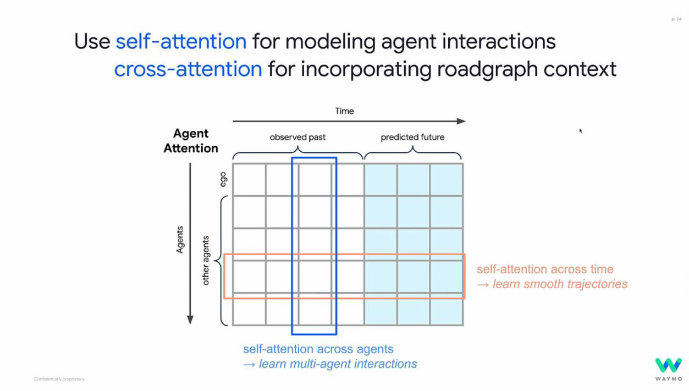 p. 14
Use self-attention for modeling agent interactions
cross-attention for incorporating roadgraph context
Time
Agent
Attention
observed past
predicted future
ego
Agents
other agents
self-attention across time
→ learn smooth trajectories
self-attention across agents
→ learn multi-agent interactions
Confidential & proprietary
WAYMO